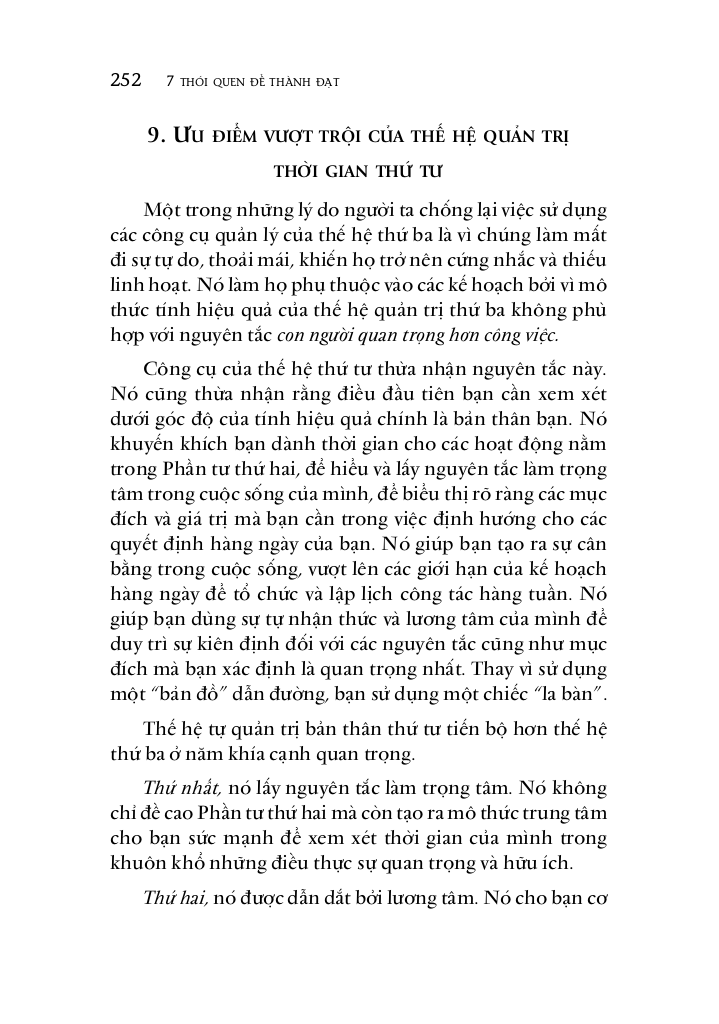 252 7 THÓI QUEN ĐỂ THÀNH ĐẠT
9. ƯU ĐIỂM VƯỢT TRỘI CỦA THẾ HỆ QUẢN TRỊ
THỜI GIAN THỨ TƯ
Một trong những lý do người ta chống lại việc sử dụng
các công cụ quản lý của thế hệ thứ ba là vì chúng làm mất
đi sự tự do, thoải mái, khiến họ trở nên cứng nhắc và thiếu
linh hoạt. Nó làm họ phụ thuộc vào các kế hoạch bởi vì mô
thức tính hiệu quả của thế hệ quản trị thứ ba không phù
hợp với nguyên tắc con người quan trọng hơn công việc.
Công cụ của thế hệ thứ tư thừa nhận nguyên tắc này.
Nó cũng thừa nhận rằng điều đầu tiên bạn cần xem xét
dưới góc độ của tính hiệu quả chính là bản thân bạn. Nó
khuyến khích bạn dành thời gian cho các hoạt động nằm
trong Phần tư thứ hai, để hiểu và lấy nguyên tắc làm trọng
tâm trong cuộc sống của mình, để biểu thị rõ ràng các mục
đích và giá trị mà bạn cần trong việc định hướng cho các
quyết định hàng ngày của bạn. Nó giúp bạn tạo ra sự cân
bằng trong cuộc sống, vượt lên các giới hạn của kế hoạch
hàng ngày để tổ chức và lập lịch công tác hàng tuần. Nó
giúp bạn dùng sự tự nhận thức và lương tâm của mình để
duy trì sự kiên định đối với các nguyên tắc cũng như mục
đích mà bạn xác định là quan trọng nhất. Thay vì sử dụng
một “bản đồ” dẫn đường, bạn sử dụng một chiếc “la bàn”.
Thế hệ tự quản trị bản thân thứ tư tiến bộ hơn thế hệ
thứ ba ở năm khía cạnh quan trọng.
Thứ nhất, nó lấy nguyên tắc làm trọng tâm. Nó không
chỉ đề cao Phần tư thứ hai mà còn tạo ra mô thức trung tâm
cho bạn sức mạnh để xem xét thời gian của mình trong
khuôn khổ những điều thực sự quan trọng và hữu ích.
Thứ hai, nó được dẫn dắt bởi lương tâm. Nó cho bạn cơ